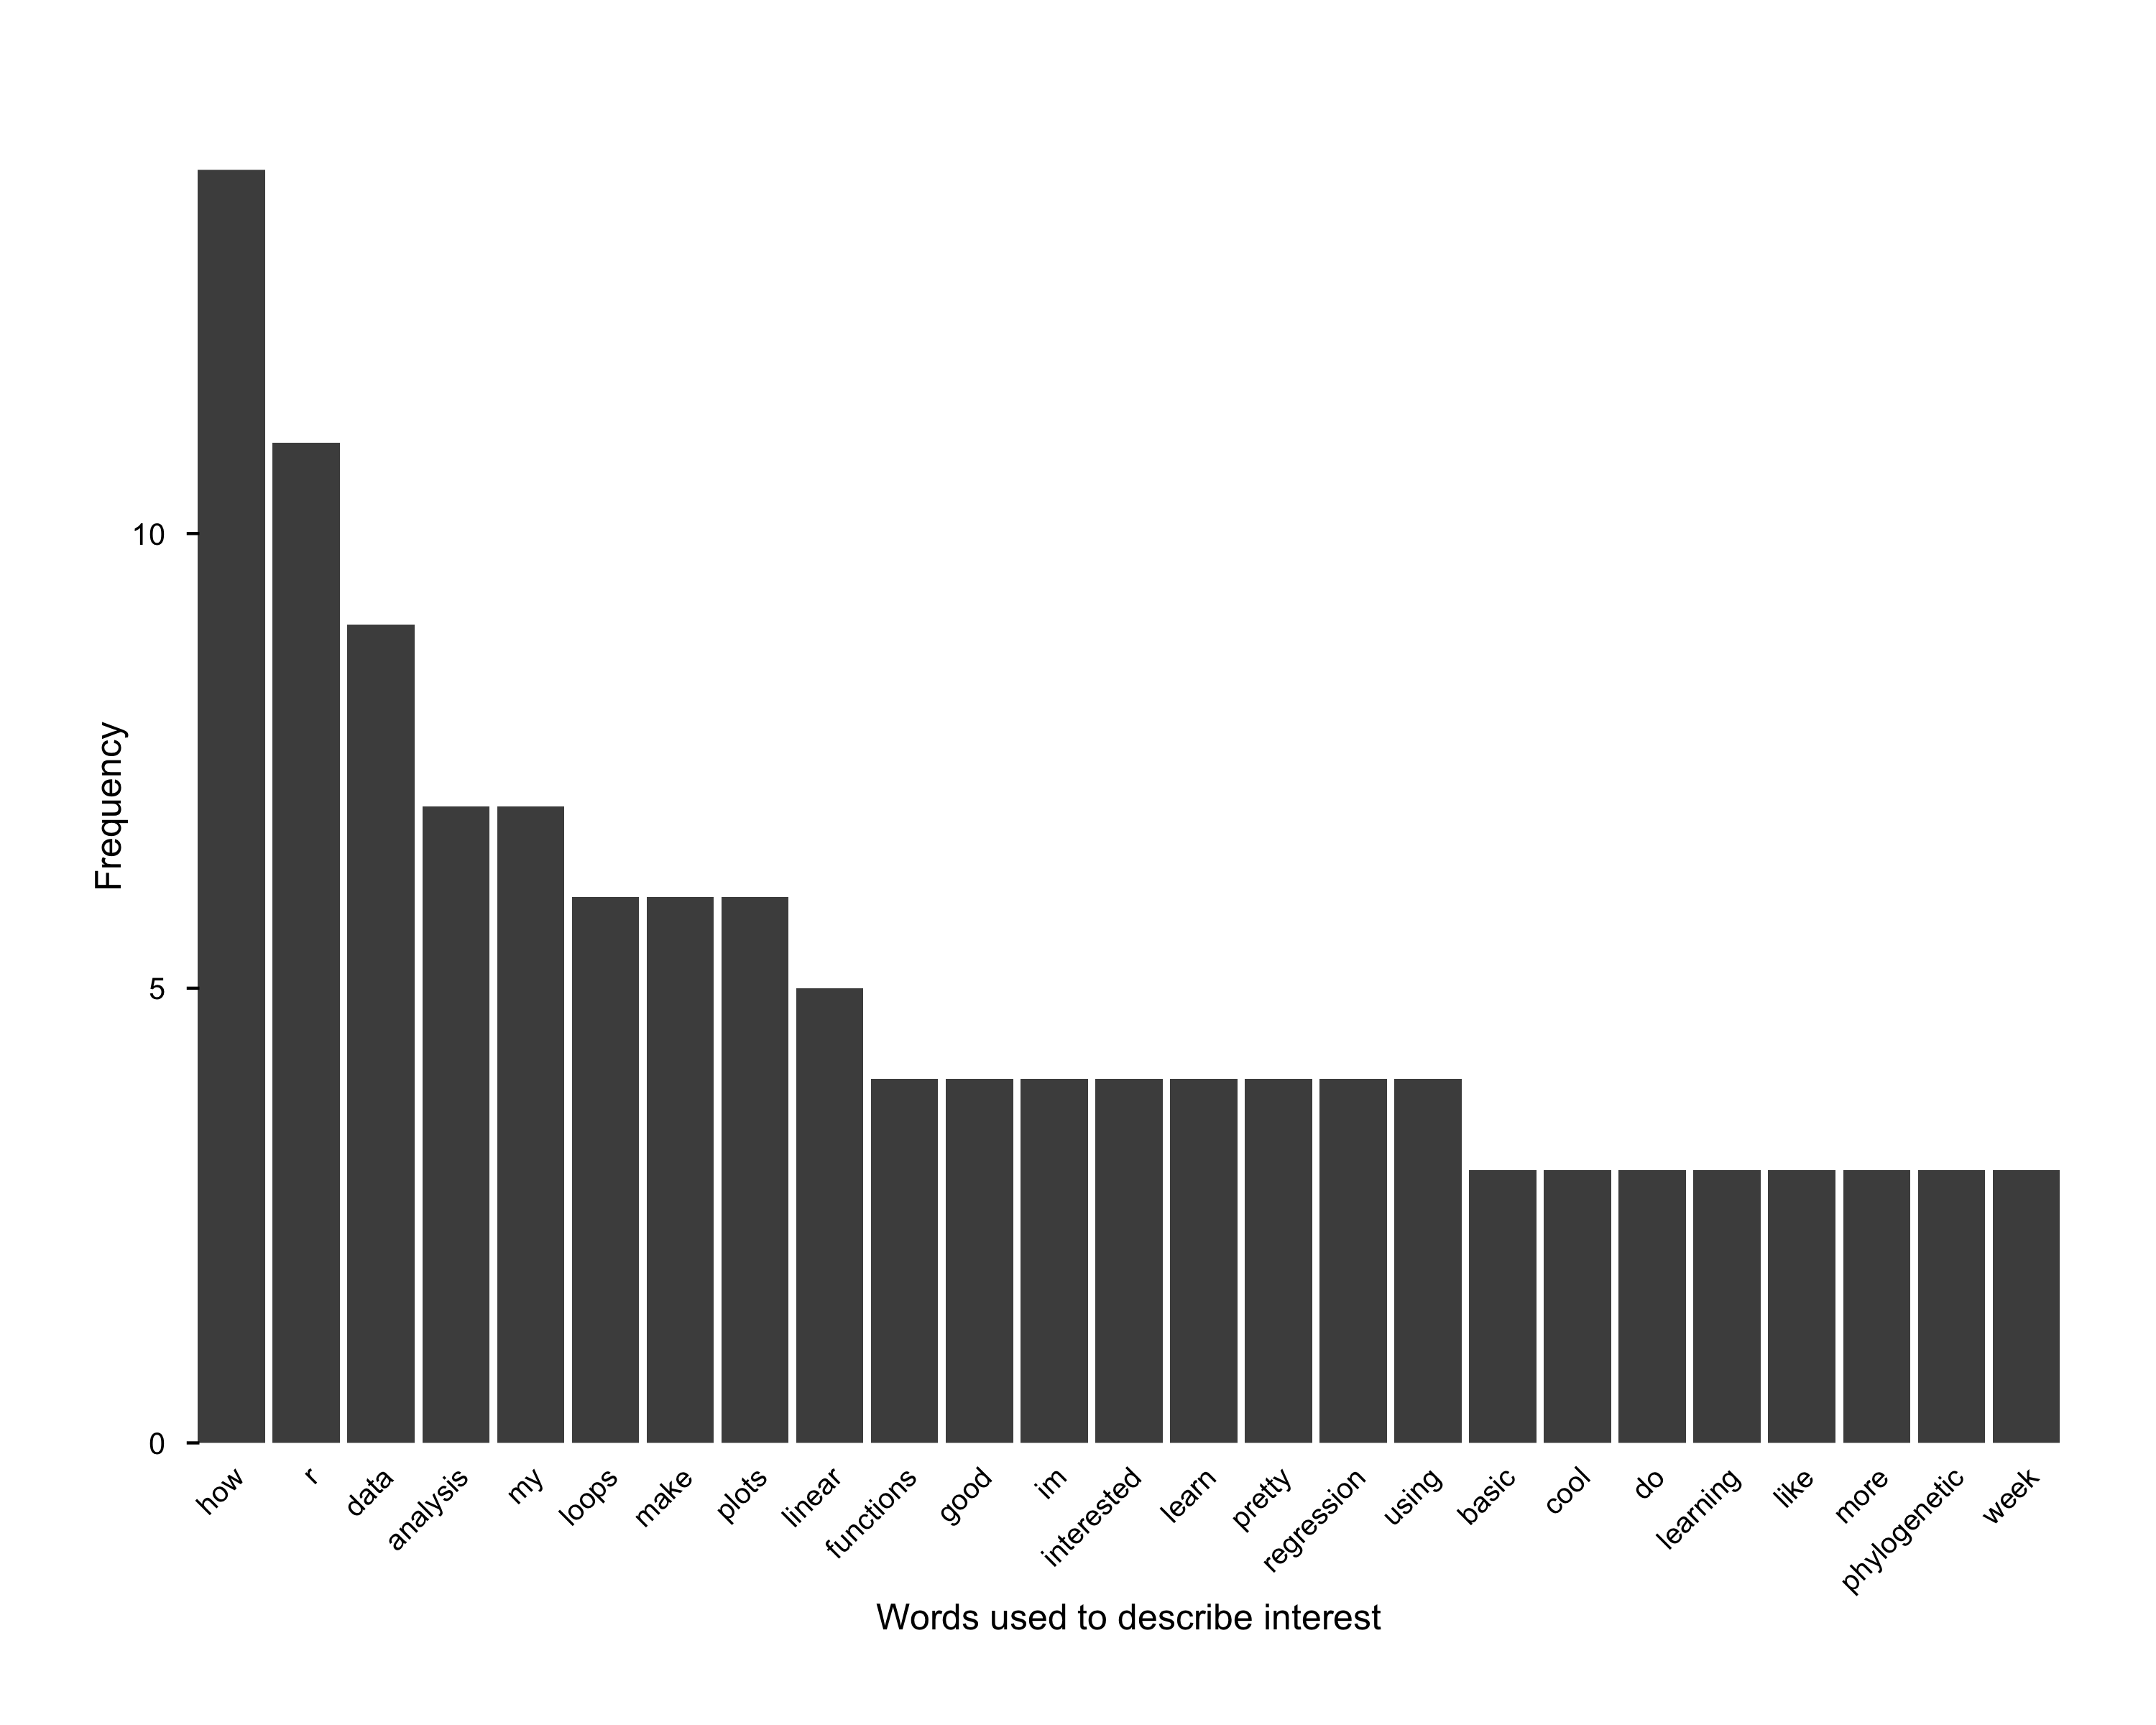 Frequency
10
5
0
how r data analysis my loops make plots linear functions good im interested learn pretty regression using basic cool do learning like more phylogenetic week
Words used to describe interest